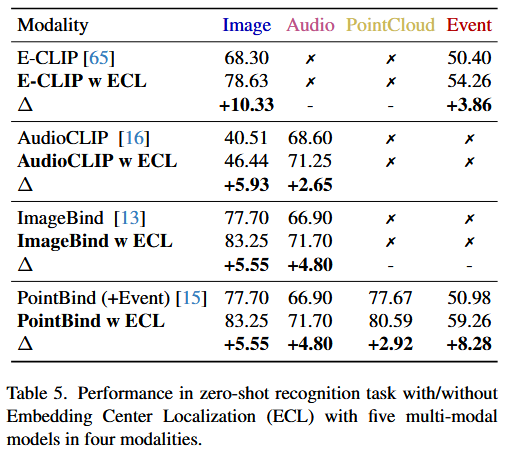 Modality Image Audio PointCloud Event
E-CLIP [65] 68.30 ✗ ✗ 50.40
E-CLIP w ECL 78.63 ✗ ✗ 54.26
Δ +10.33 - - +3.86
AudioCLIP [16] 40.51 68.60 ✗ ✗
AudioCLIP w ECL 46.44 71.25 ✗ ✗
Δ +5.93 +2.65
ImageBind [13] 77.70 66.90 ✗ ✗
ImageBind w ECL 83.25 71.70 ✗ ✗
Δ +5.55 +4.80 - -
PointBind (+Event) [15] 77.70 66.90 77.67 50.98
PointBind w ECL 83.25 71.70 80.59 59.26
Δ +5.55 +4.80 +2.92 +8.28
Table 5. Performance in zero-shot recognition task with/without
Embedding Center Localization (ECL) with five multi-modal
models in four modalities.